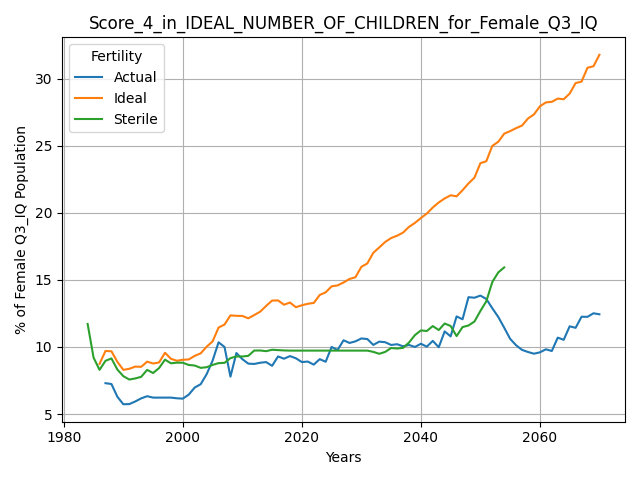 Score_4_in_IDEAL_NUMBER_OF_CHILDREN_for_Female_Q3_IQ
Fertility
Actual
Ideal
Sterile
% of Female Q3_IQ Population
30
25
20
15
10
5
1980 2000 2020 2040 2060
Years